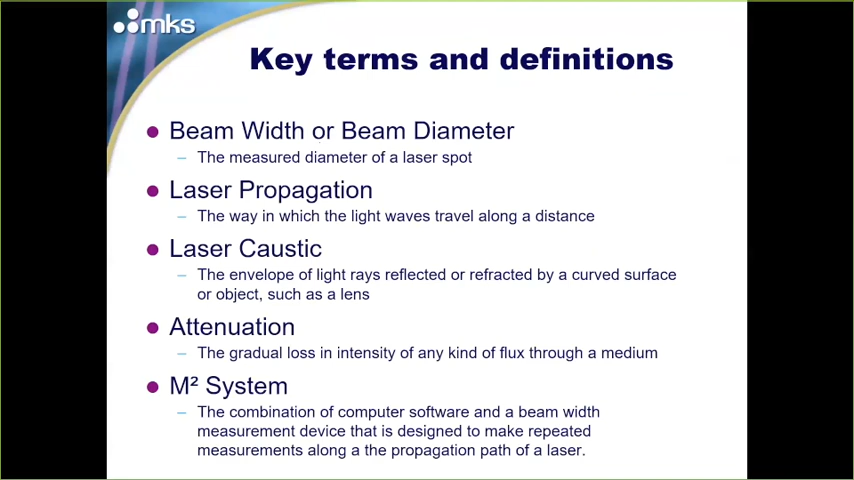 mks
Key terms and definitions
● Beam Width or Beam Diameter
– The measured diameter of a laser spot
● Laser Propagation
– The way in which the light waves travel along a distance
● Laser Caustic
– The envelope of light rays reflected or refracted by a curved surface
or object, such as a lens
● Attenuation
– The gradual loss in intensity of any kind of flux through a medium
● M² System
– The combination of computer software and a beam width
measurement device that is designed to make repeated
measurements along a the propagation path of a laser.